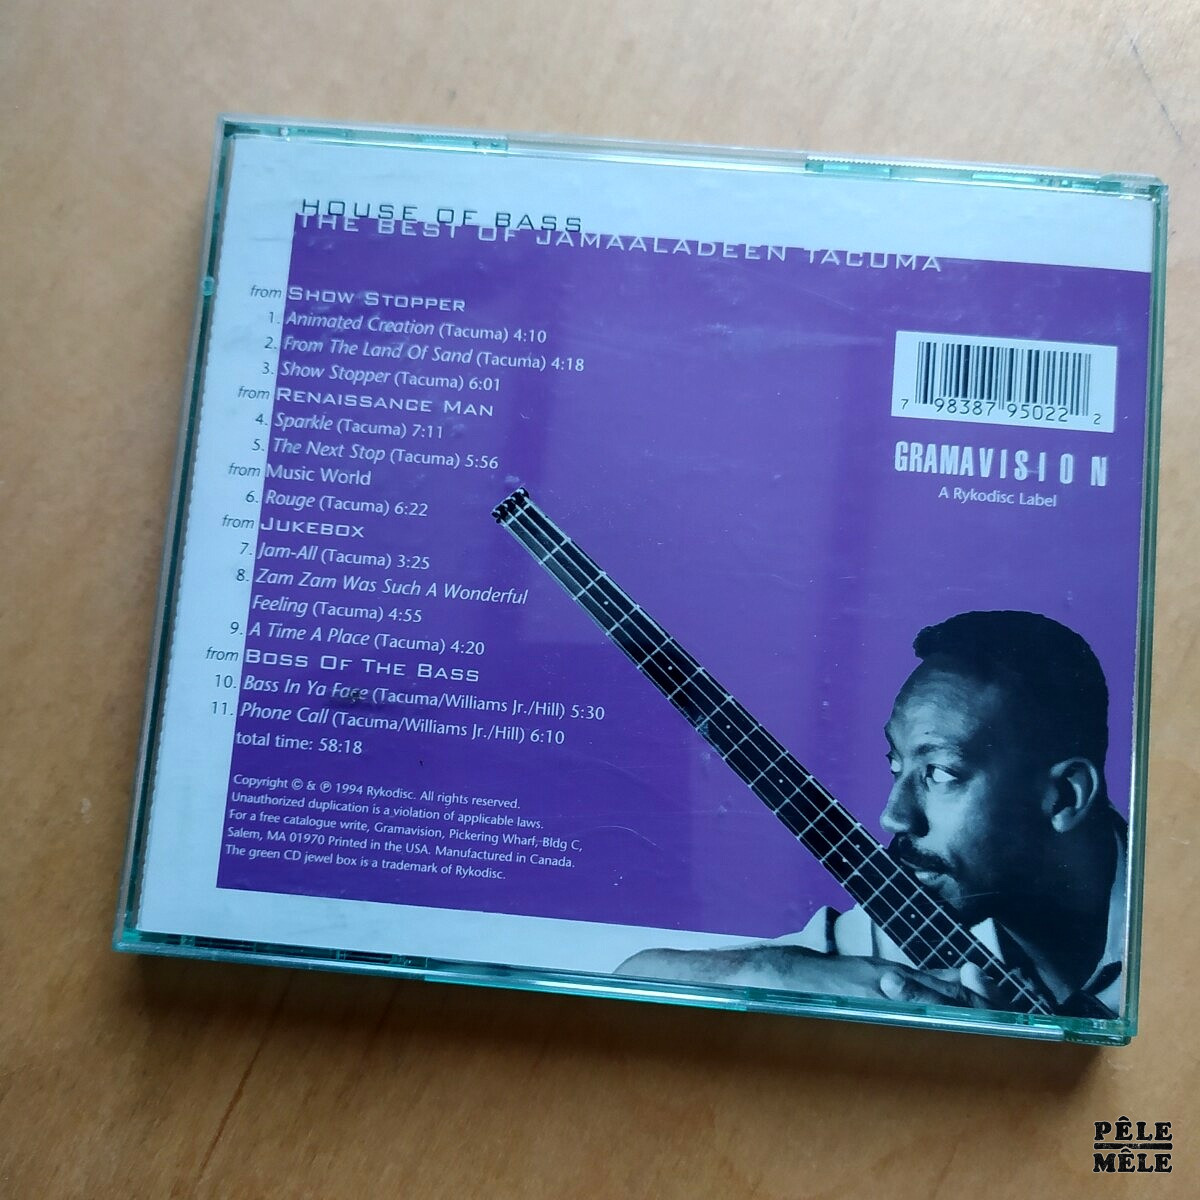 HOUSE OF BASS
THE BEST OF JAMAALADEEN TACUMA
from SHOW STOPPER
1. Animated Creation (Tacuma) 4:10
2. From The Land Of Sand (Tacuma) 4:18
3. Show Stopper (Tacuma) 6:01
from RENAISSANCE MAN
4. Sparkle (Tacuma) 7:11
5. The Next Stop (Tacuma) 5:56
from Music World
6. Rouge (Tacuma) 6:22
from JUKEBOX
7. Jam-All (Tacuma) 3:25
8. Zam Zam Was Such A Wonderful
Feeling (Tacuma) 4:55
9. A Time A Place (Tacuma) 4:20
from BOSS OF THE BASS
10. Bass In Ya Face (Tacuma/Williams Jr./Hill) 5:30
11. Phone Call (Tacuma/Williams Jr./Hill) 6:10
total time: 58:18
Copyright © & ℗ 1994 Rykodisc. All rights reserved.
Unauthorized duplication is a violation of applicable laws.
For a free catalogue write, Gramavision, Pickering Wharf, Bldg C,
Salem, MA 01970 Printed in the USA. Manufactured in Canada.
The green CD jewel box is a trademark of Rykodisc.
7 98387 95022 2
GRAMAVISION
A Rykodisc Label
PÊLE
MÊLE